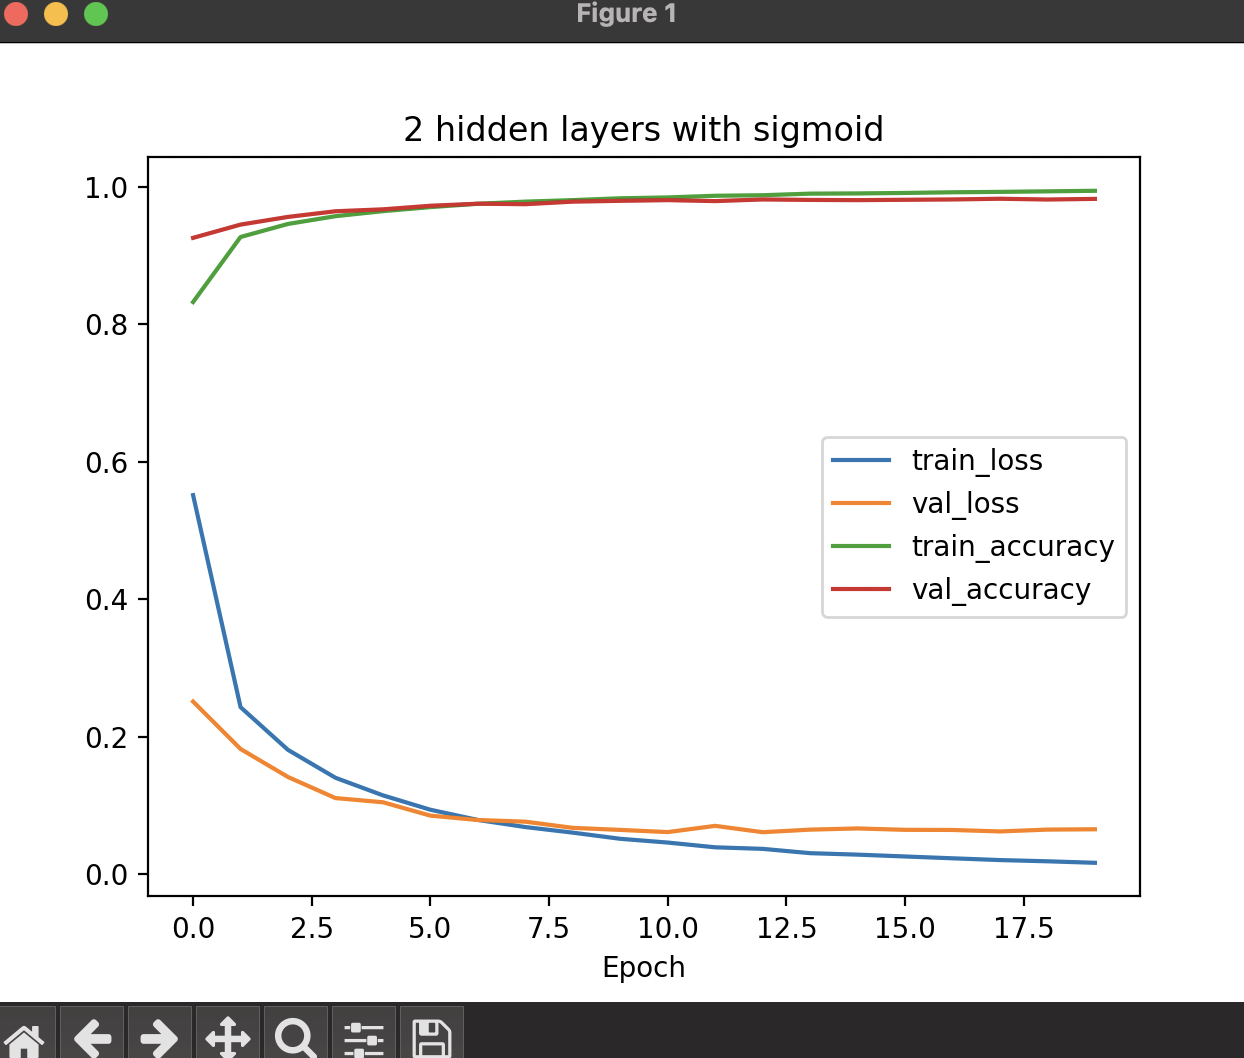 Figure 1
2 hidden layers with sigmoid
1.0
0.8
0.6
0.4
0.2
0.0
train_loss
val_loss
train_accuracy
val_accuracy
0.0 2.5 5.0 7.5 10.0 12.5 15.0 17.5
Epoch